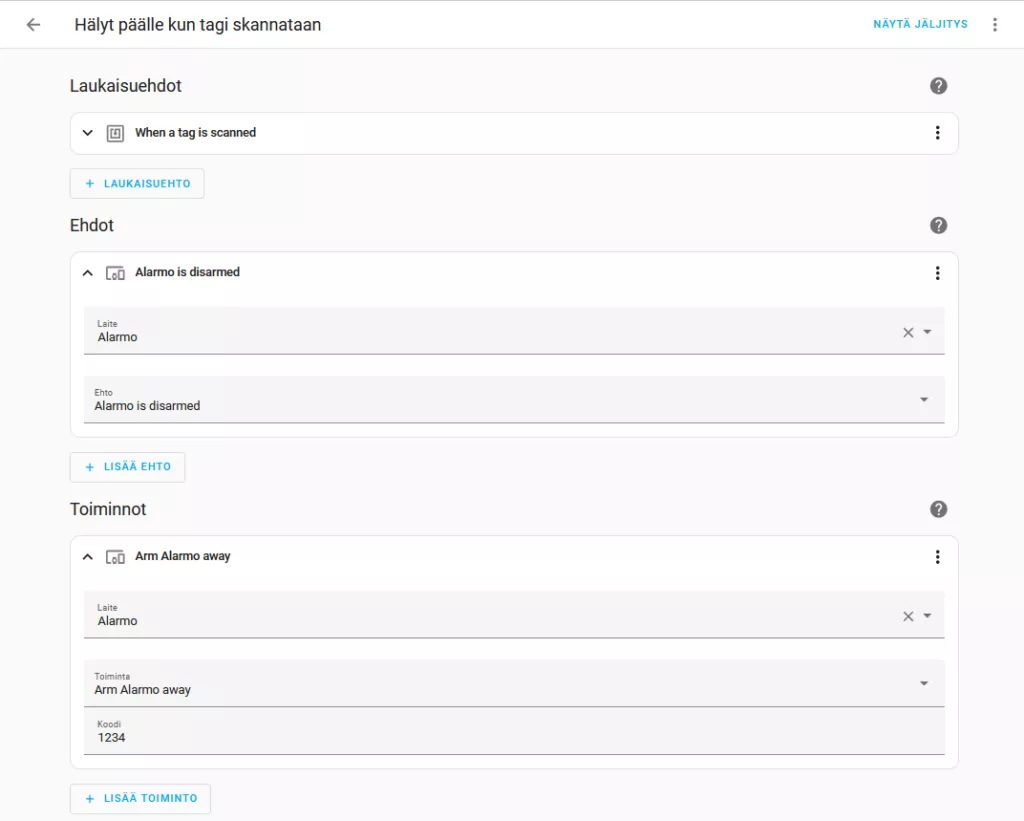 Hälyt päälle kun tagi skannataan
NÄYTÄ JÄLJITYS
Laukaisuehdot
When a tag is scanned
+ LAUKAISUEHTO
Ehdot
Alarmo is disarmed
Laite
Alarmo
Ehto
Alarmo is disarmed
+ LISÄÄ EHTO
Toiminnot
Arm Alarmo away
Laite
Alarmo
Toiminta
Arm Alarmo away
Koodi
1234
+ LISÄÄ TOIMINTO